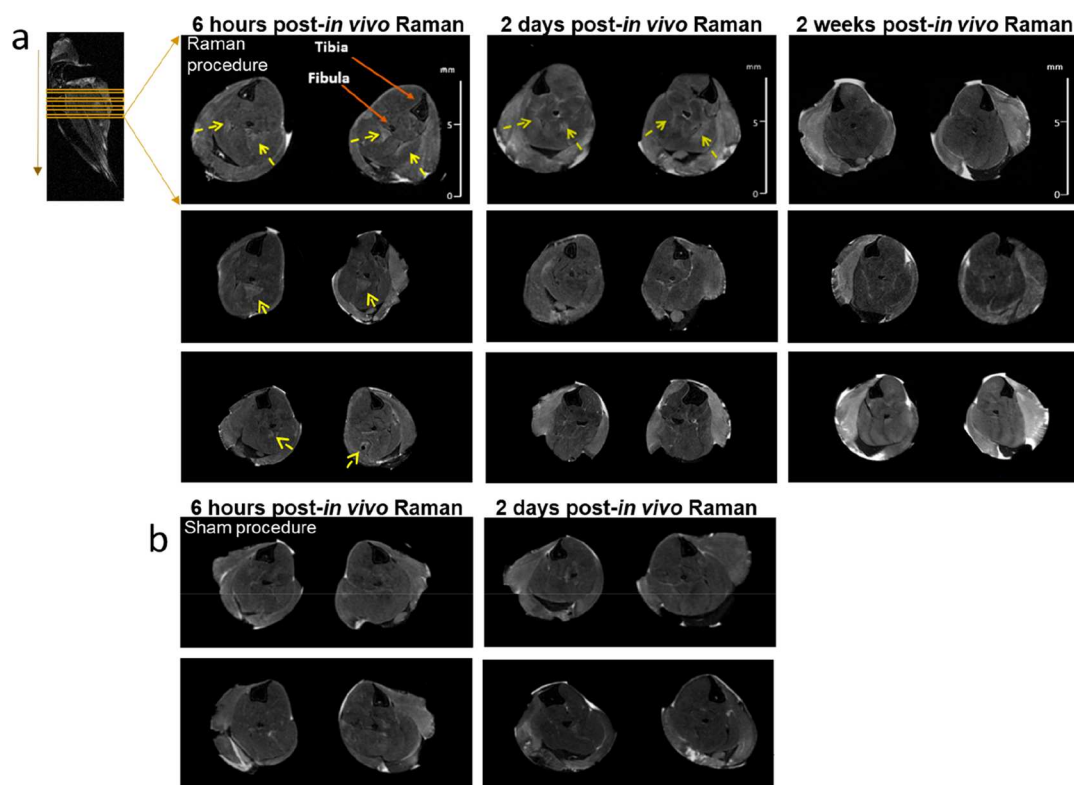 a
6 hours post-in vivo Raman
2 days post-in vivo Raman
2 weeks post-in vivo Raman
Raman
procedure
Tibia
Fibula
mm
5
0
mm
5
0
mm
5
0
b
6 hours post-in vivo Raman
2 days post-in vivo Raman
Sham procedure